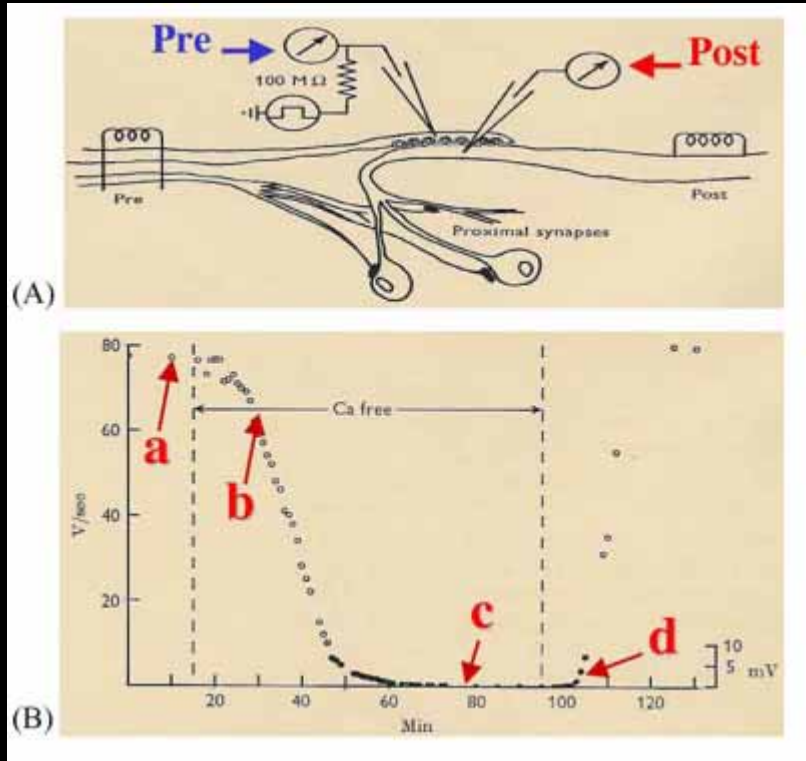 Pre
Post
100 MΩ
Pre
Post
Proximal synapses
(A)
80
60
40
20
V/sec
Ca free
a
b
c
d
10
5
mV
20 40 60 80 100 120
Min
(B)